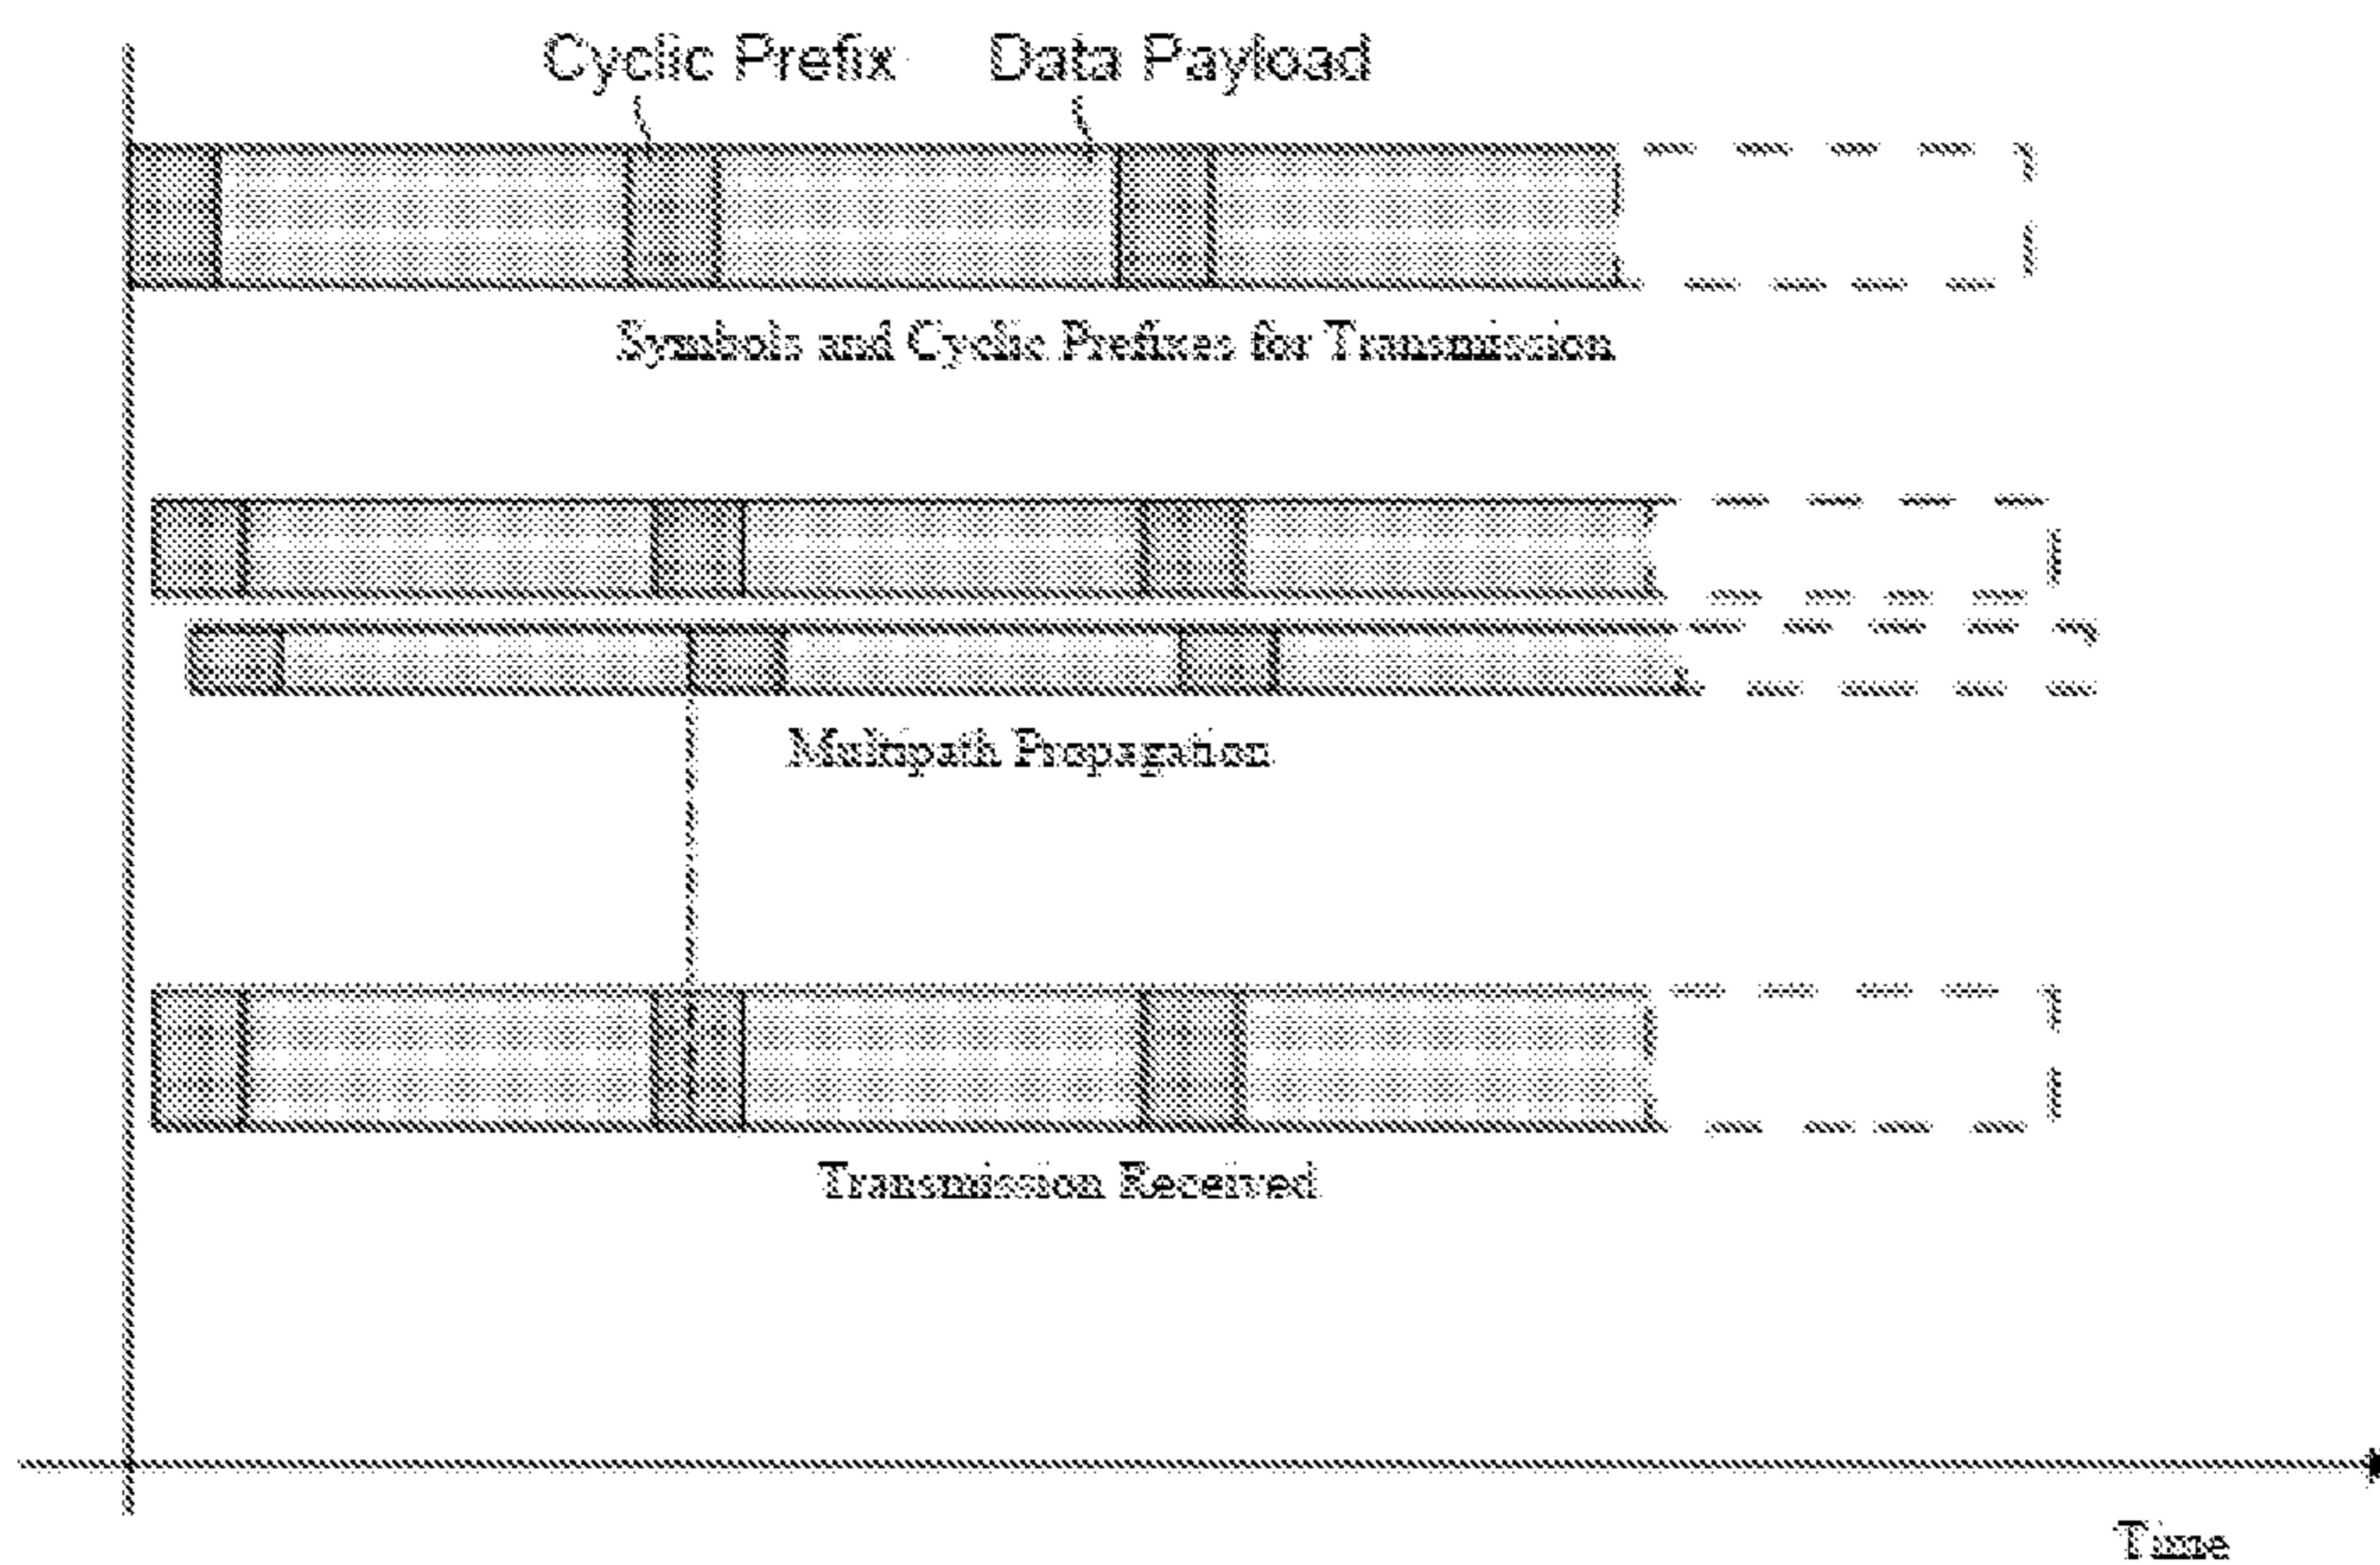 Cyclic Prefix Data Payload
Symbols and Cyclic Prefixes for Transmission
Multipath Propagation
Transmission Received
Time